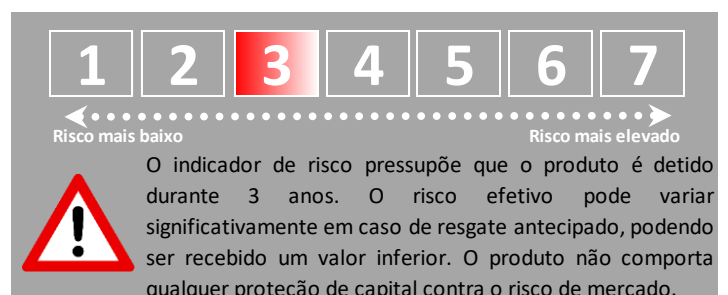 1 2 3 4 5 6 7
Risco mais baixo Risco mais elevado
O indicador de risco pressupõe que o produto é detido
durante 3 anos. O risco efetivo pode variar
significativamente em caso de resgate antecipado, podendo
ser recebido um valor inferior. O produto não comporta
qualquer proteção de capital contra o risco de mercado.